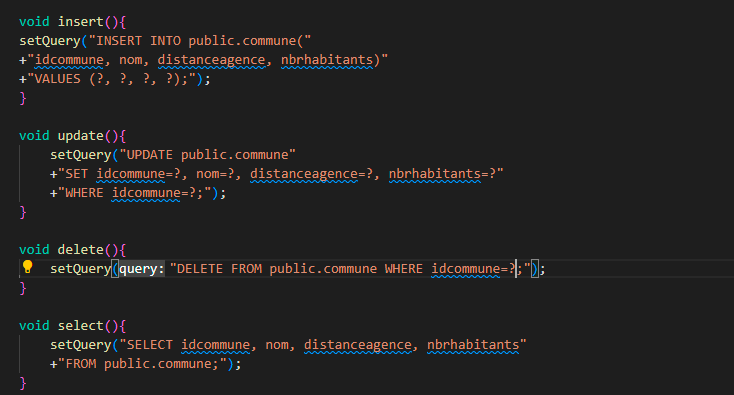 void insert(){
setQuery("INSERT INTO public.commune("
+"idcommune, nom, distanceagence, nbrhabitants)"
+"VALUES (?, ?, ?, ?);");
}
void update(){
setQuery("UPDATE public.commune"
+"SET idcommune=?, nom=?, distanceagence=?, nbrhabitants=?"
+"WHERE idcommune=?;");
}
void delete(){
setQuery(query: "DELETE FROM public.commune WHERE idcommune=?;");
}
void select(){
setQuery("SELECT idcommune, nom, distanceagence, nbrhabitants"
+"FROM public.commune;");
}